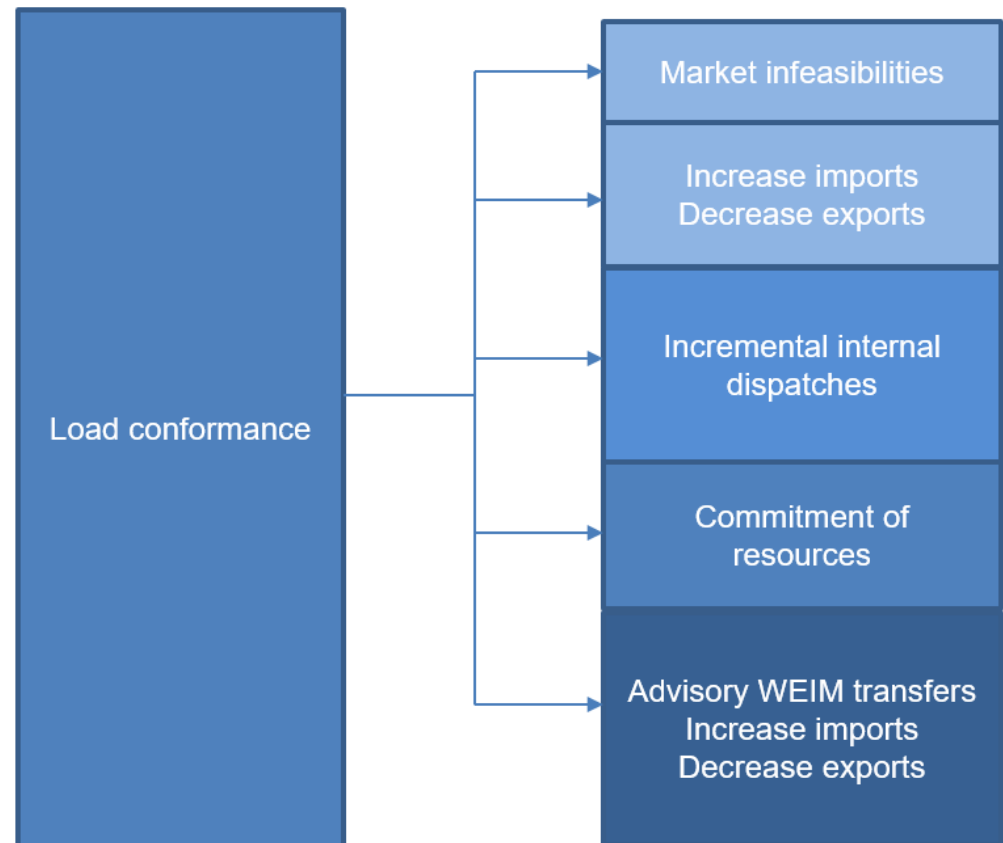 Load conformance
Market infeasibilities
Increase imports
Decrease exports
Incremental internal
dispatches
Commitment of
resources
Advisory WEIM transfers
Increase imports
Decrease exports